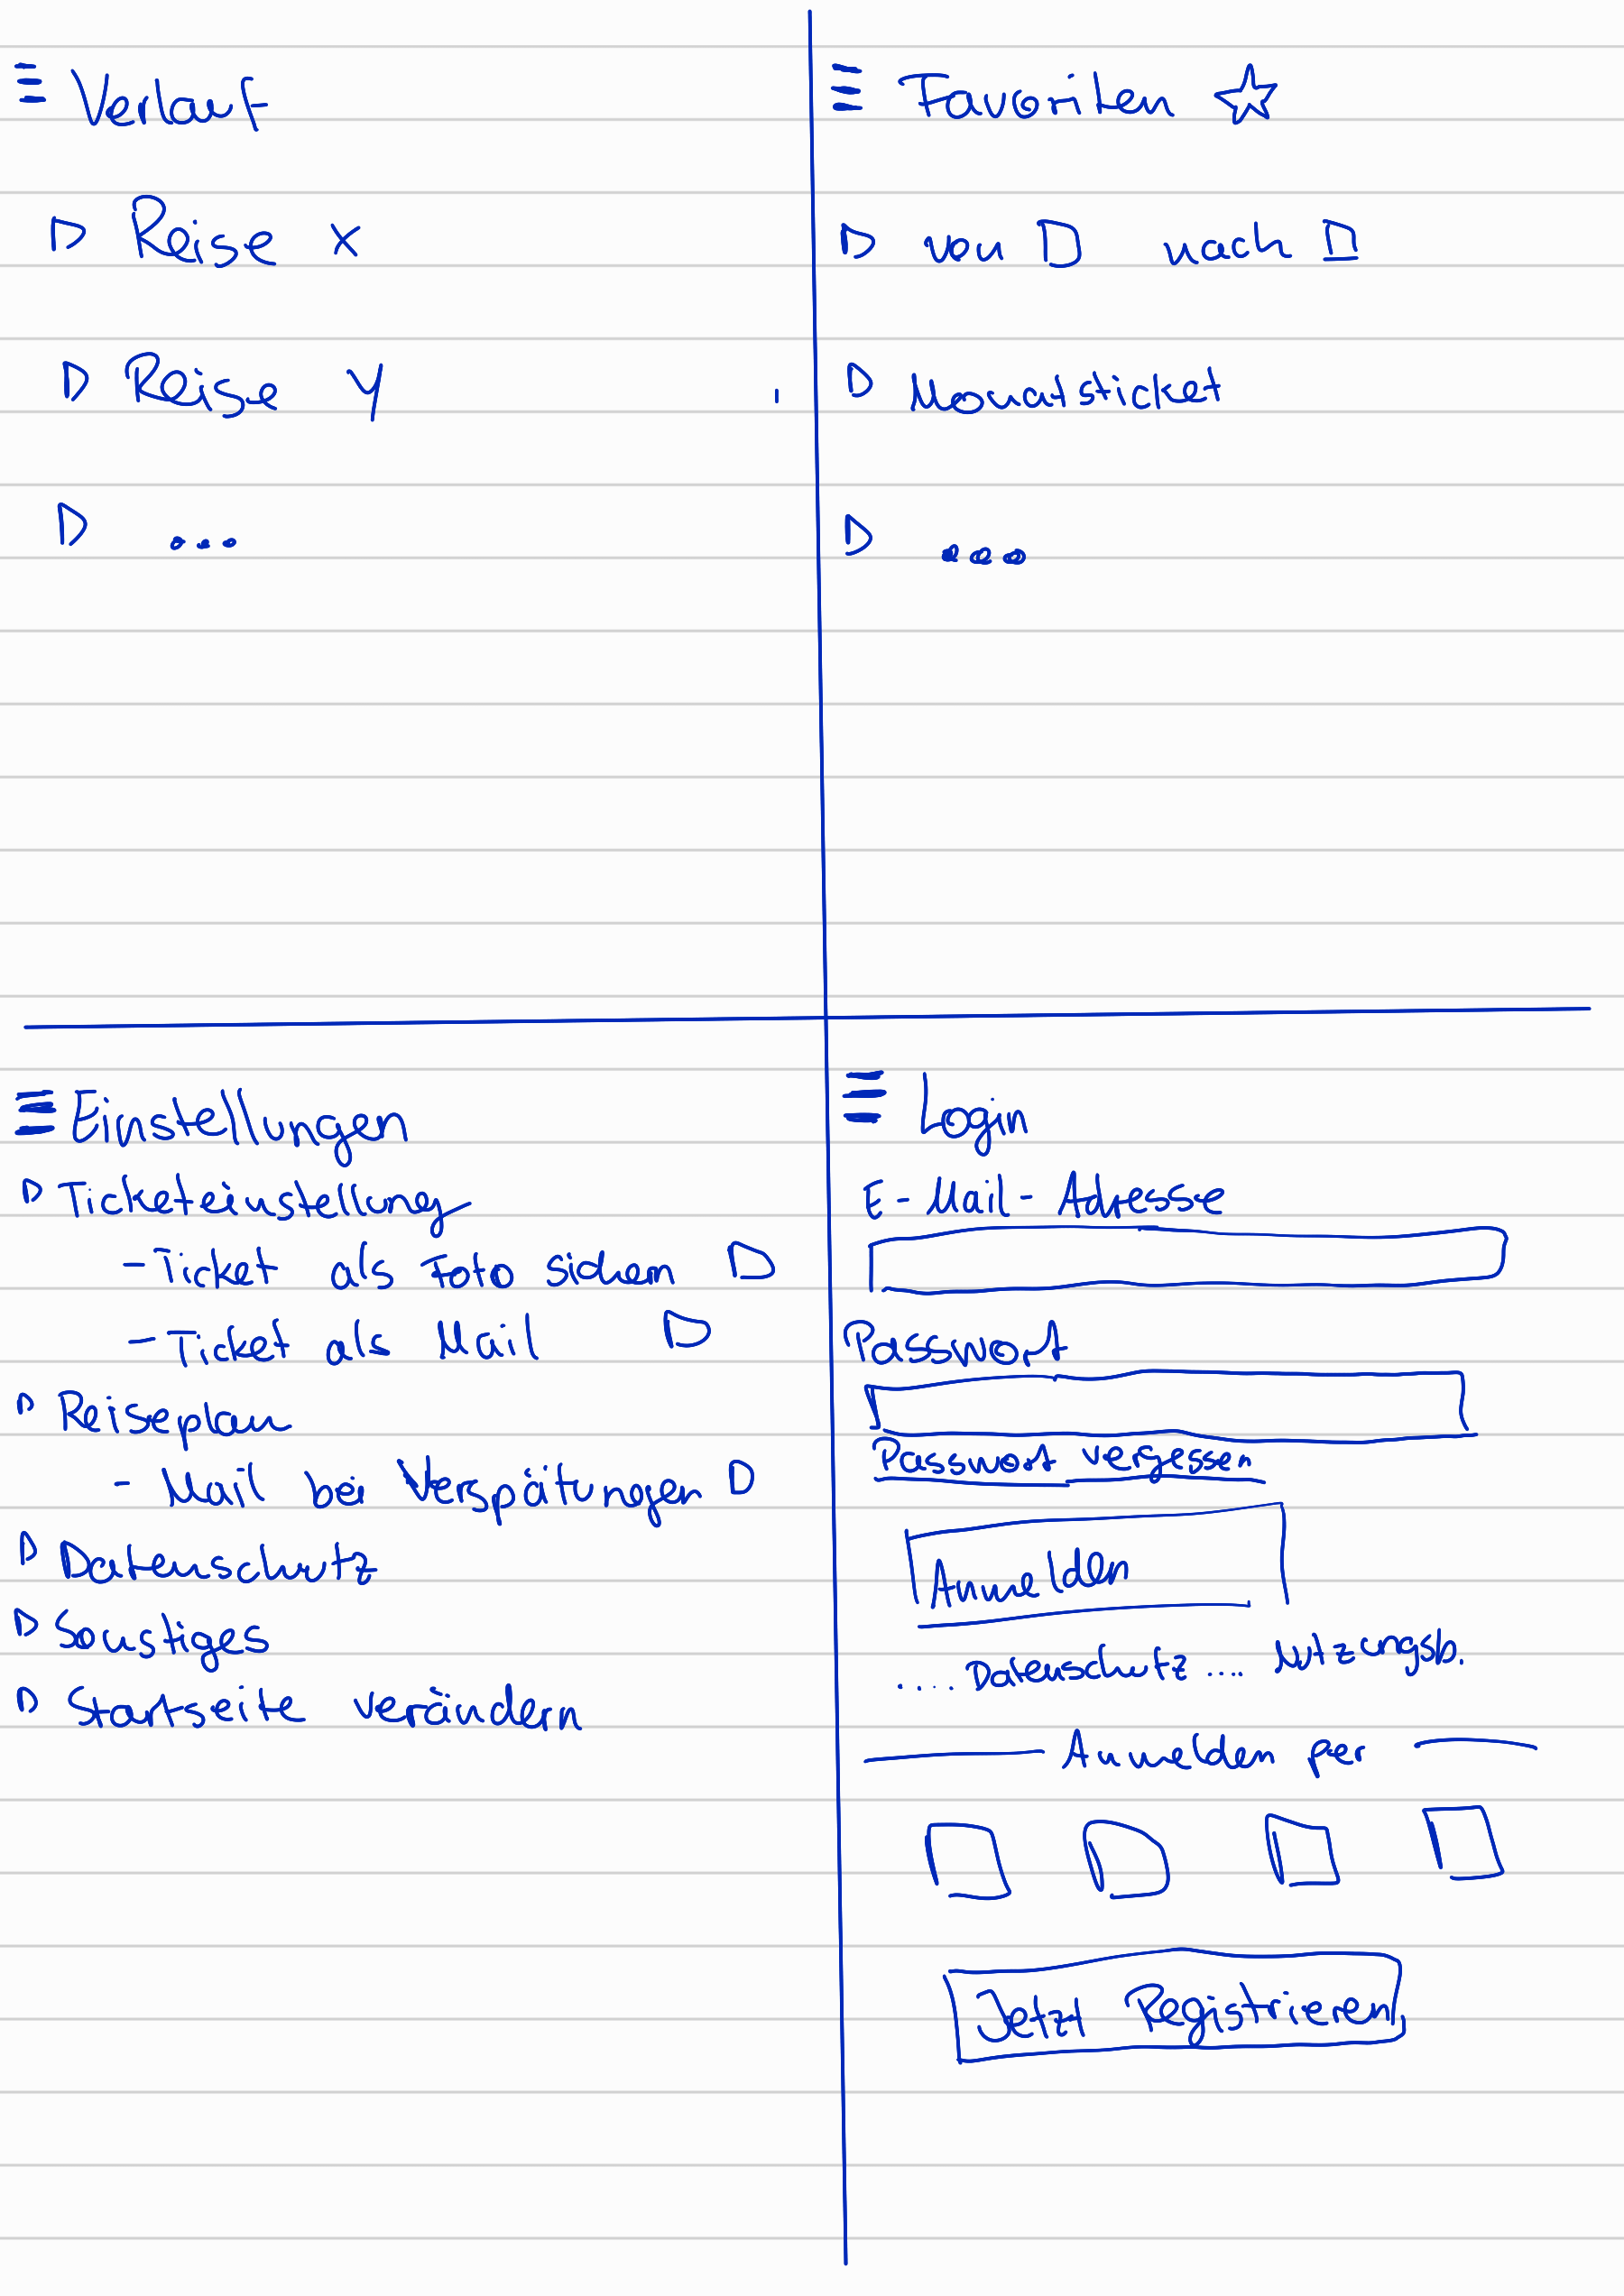 Verlauf
Reise x
Reise y
...
Favoriten
von nach
Monatsticket
...
Einstellungen
Ticketeinstellung
- Ticket als Foto sichern
- Ticket als Mail
Reiseplan
- Mail bei Verspätungen
Datenschutz
Sonstiges
Startseite verändern
Login
E-Mail-Adresse
Passwort
Passwort vergessen
Anmelden
.... Datenschutz .... Nutzungsb.
Anmelden per
Jetzt Registrieren